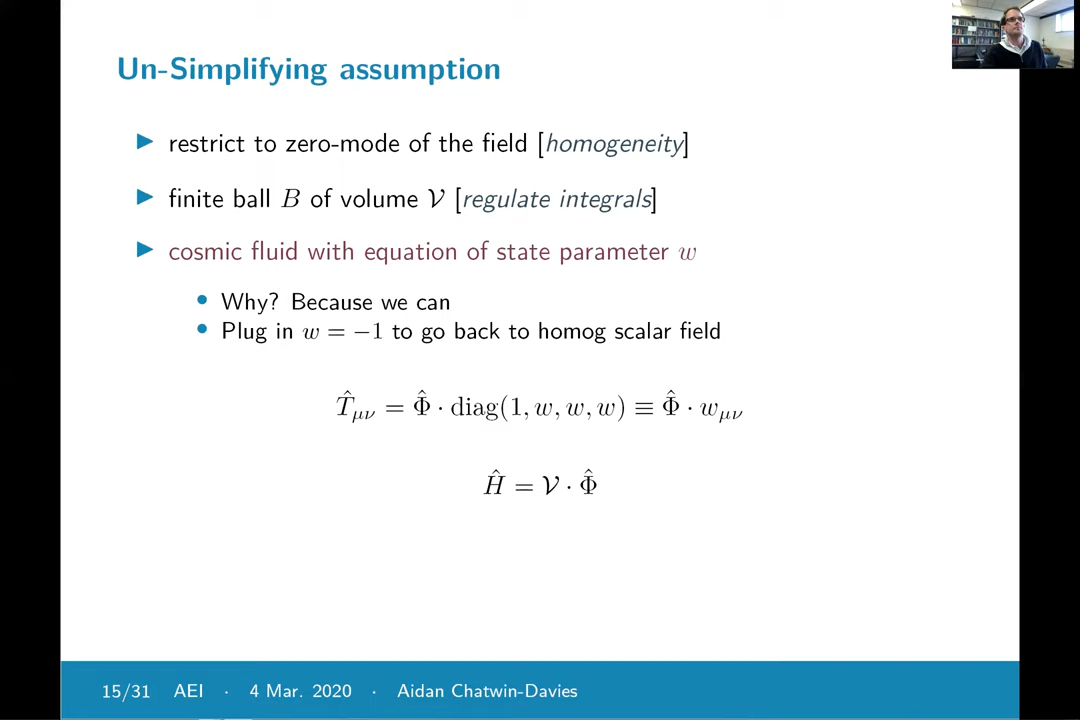 Un-Simplifying assumption
▶ restrict to zero-mode of the field [homogeneity]
▶ finite ball B of volume 𝒱 [regulate integrals]
▶ cosmic fluid with equation of state parameter w
• Why? Because we can
• Plug in w = −1 to go back to homog scalar field
T̂_μν = Φ̂ · diag(1, w, w, w) ≡ Φ̂ · w_μν
Ĥ = 𝒱 · Φ̂
15/31 AEI · 4 Mar. 2020 · Aidan Chatwin-Davies